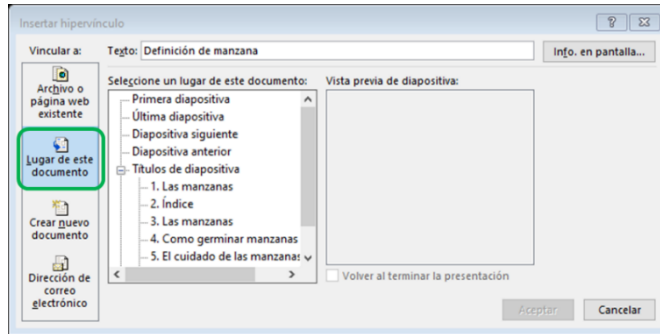 Insertar hipervínculo
Vincular a:
Texto: Definición de manzana
Info. en pantalla...
Archivo o
página web
existente
Lugar de este
documento
Crear nuevo
documento
Dirección de
correo
electrónico
Seleccione un lugar de este documento:
Primera diapositiva
Última diapositiva
Diapositiva siguiente
Diapositiva anterior
Títulos de diapositiva
1. Las manzanas
2. Índice
3. Las manzanas
4. Como germinar manzanas
5. El cuidado de las manzanas
Vista previa de diapositiva:
Volver al terminar la presentación
Aceptar
Cancelar